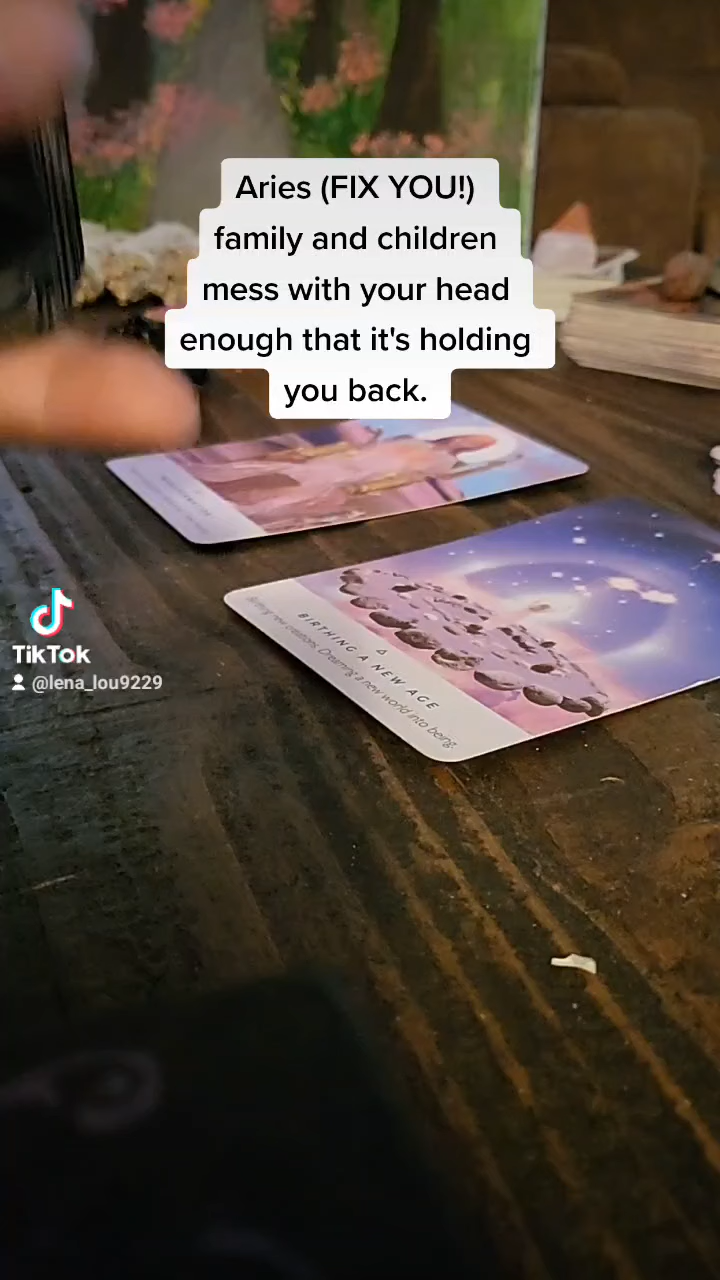 Aries (FIX YOU!)
family and children
mess with your head
enough that it's holding
you back.
TikTok
@lena_lou9229
BIRTHING A NEW AGE
Birthing new creations. Dreaming a new world into being.